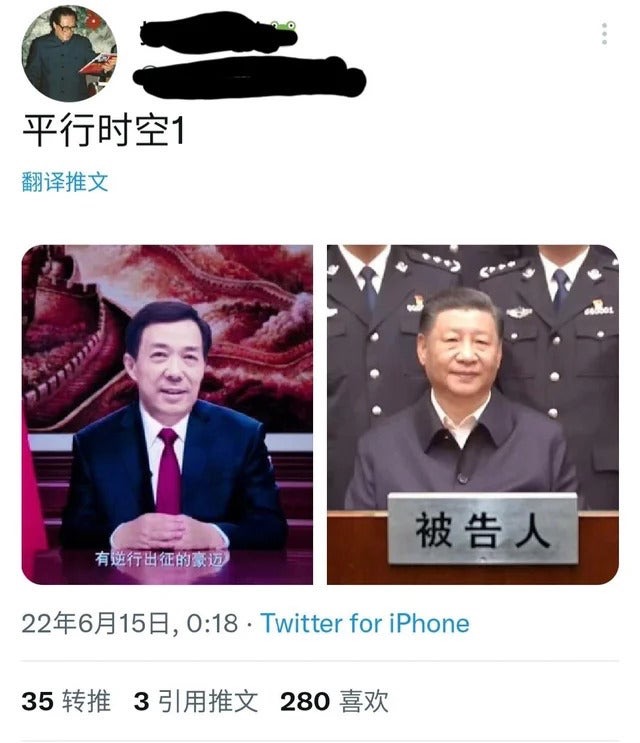 平行时空1
翻译推文
有逆行出征的豪迈
被告人
22年6月15日, 0:18 · Twitter for iPhone
35 转推 3 引用推文 280 喜欢